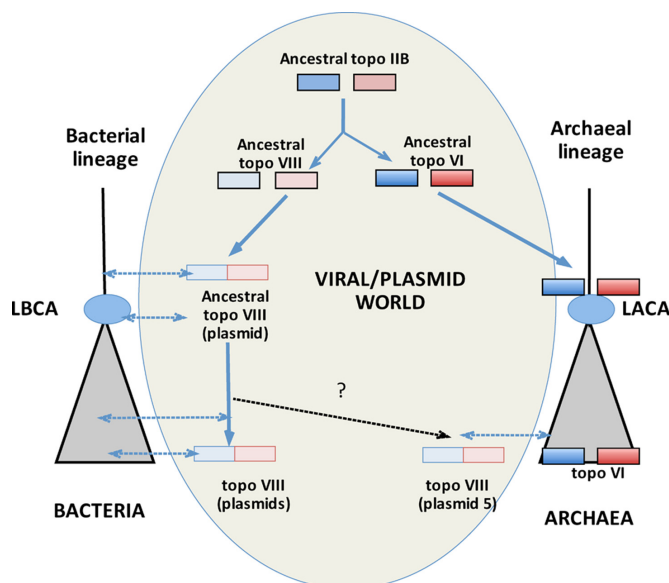 Ancestral topo IIB
Bacterial
lineage
Ancestral
topo VIII
Ancestral
topo VI
Archaeal
lineage
LBCA
Ancestral
topo VIII
(plasmid)
VIRAL/PLASMID
WORLD
LACA
?
topo VIII
(plasmids)
topo VIII
(plasmid 5)
topo VI
BACTERIA
ARCHAEA